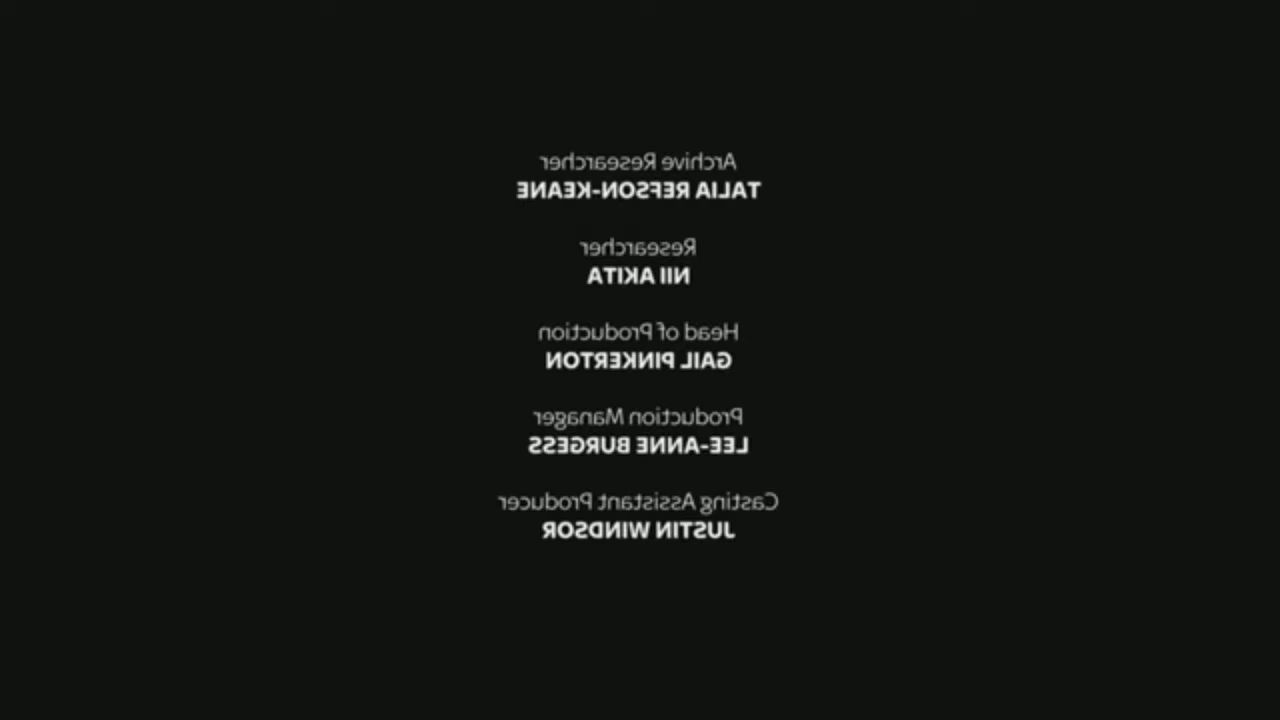 Archive Researcher
TALIA REFSON-KEANE
Researcher
NII AKITA
Head of Production
GAIL PINKERTON
Production Manager
LEE-ANNE BURGESS
Casting Assistant Producer
JUSTIN WINDSOR